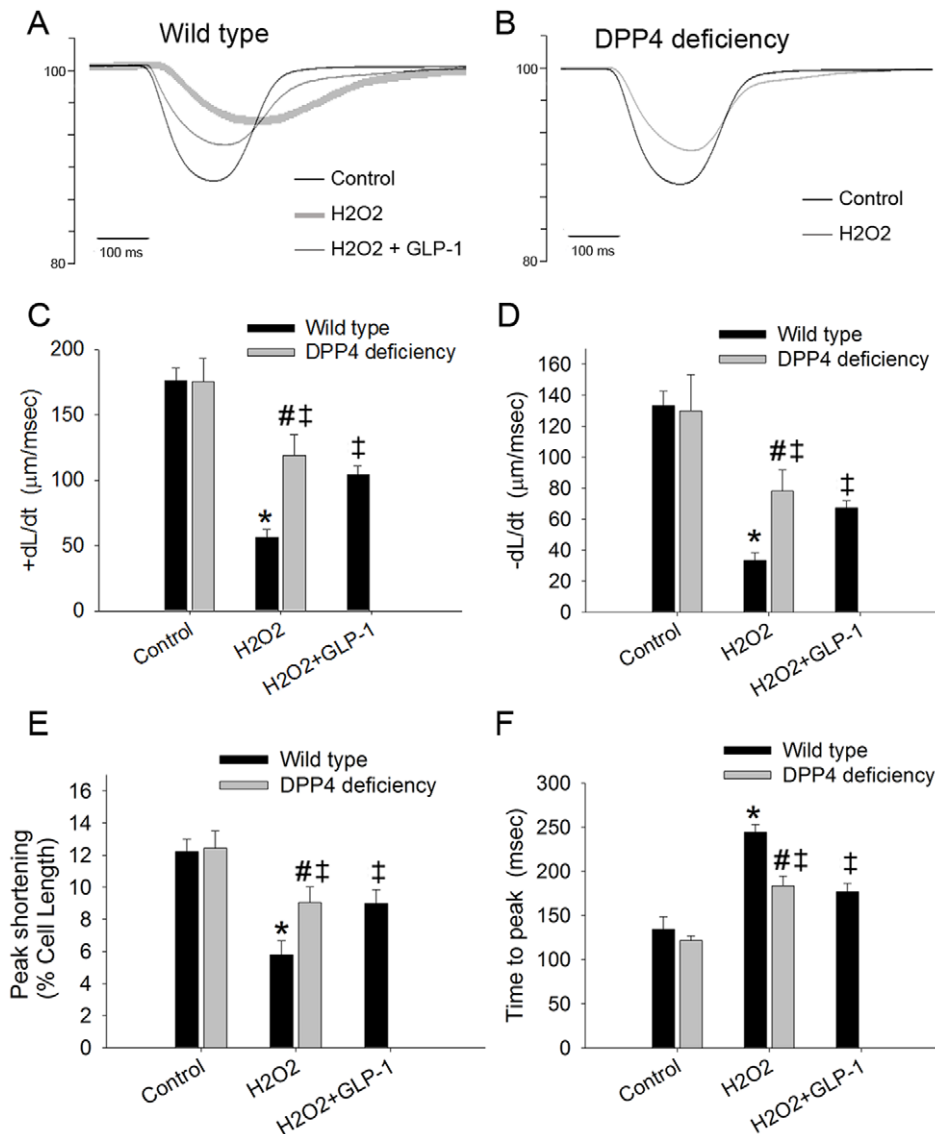 A
Wild type
100
80
100 ms
Control
H2O2
H2O2 + GLP-1
B
DPP4 deficiency
100
80
100 ms
Control
H2O2
C
Wild type
DPP4 deficiency
+dL/dt (μm/msec)
200
150
100
50
0
*
#‡
‡
Control
H2O2
H2O2+GLP-1
D
Wild type
DPP4 deficiency
-dL/dt (μm/msec)
160
140
120
100
80
60
40
20
0
*
#‡
‡
Control
H2O2
H2O2+GLP-1
E
Wild type
DPP4 deficiency
Peak shortening
(% Cell Length)
16
14
12
10
8
6
4
2
0
*
#‡
‡
Control
H2O2
H2O2+GLP-1
F
Wild type
DPP4 deficiency
Time to peak (msec)
300
250
200
150
100
50
0
*
#‡
‡
Control
H2O2
H2O2+GLP-1